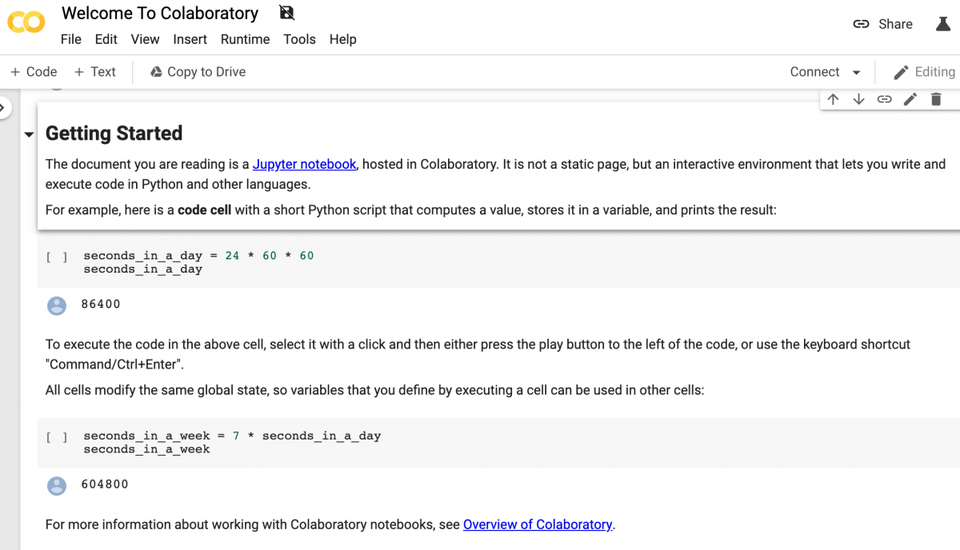 Welcome To Colaboratory
File Edit View Insert Runtime Tools Help
Share
+ Code + Text Copy to Drive
Connect Editing
Getting Started
The document you are reading is a Jupyter notebook, hosted in Colaboratory. It is not a static page, but an interactive environment that lets you write and
execute code in Python and other languages.
For example, here is a code cell with a short Python script that computes a value, stores it in a variable, and prints the result:
[ ] seconds_in_a_day = 24 * 60 * 60
seconds_in_a_day
86400
To execute the code in the above cell, select it with a click and then either press the play button to the left of the code, or use the keyboard shortcut
"Command/Ctrl+Enter".
All cells modify the same global state, so variables that you define by executing a cell can be used in other cells:
[ ] seconds_in_a_week = 7 * seconds_in_a_day
seconds_in_a_week
604800
For more information about working with Colaboratory notebooks, see Overview of Colaboratory.